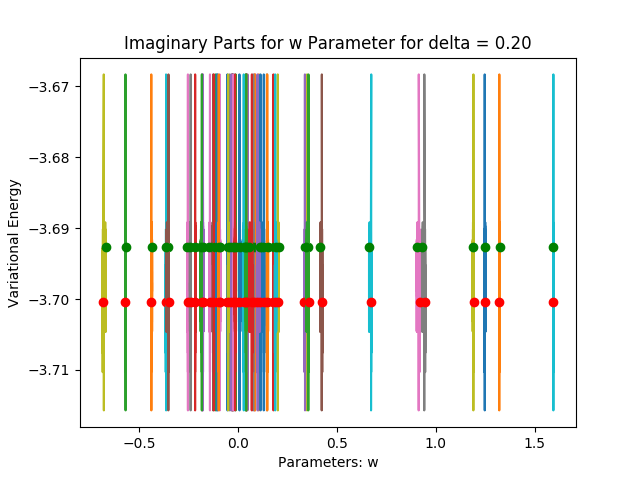 Imaginary Parts for w Parameter for delta = 0.20
Variational Energy
−3.67
−3.68
−3.69
−3.70
−3.71
−0.5 0.0 0.5 1.0 1.5
Parameters: w